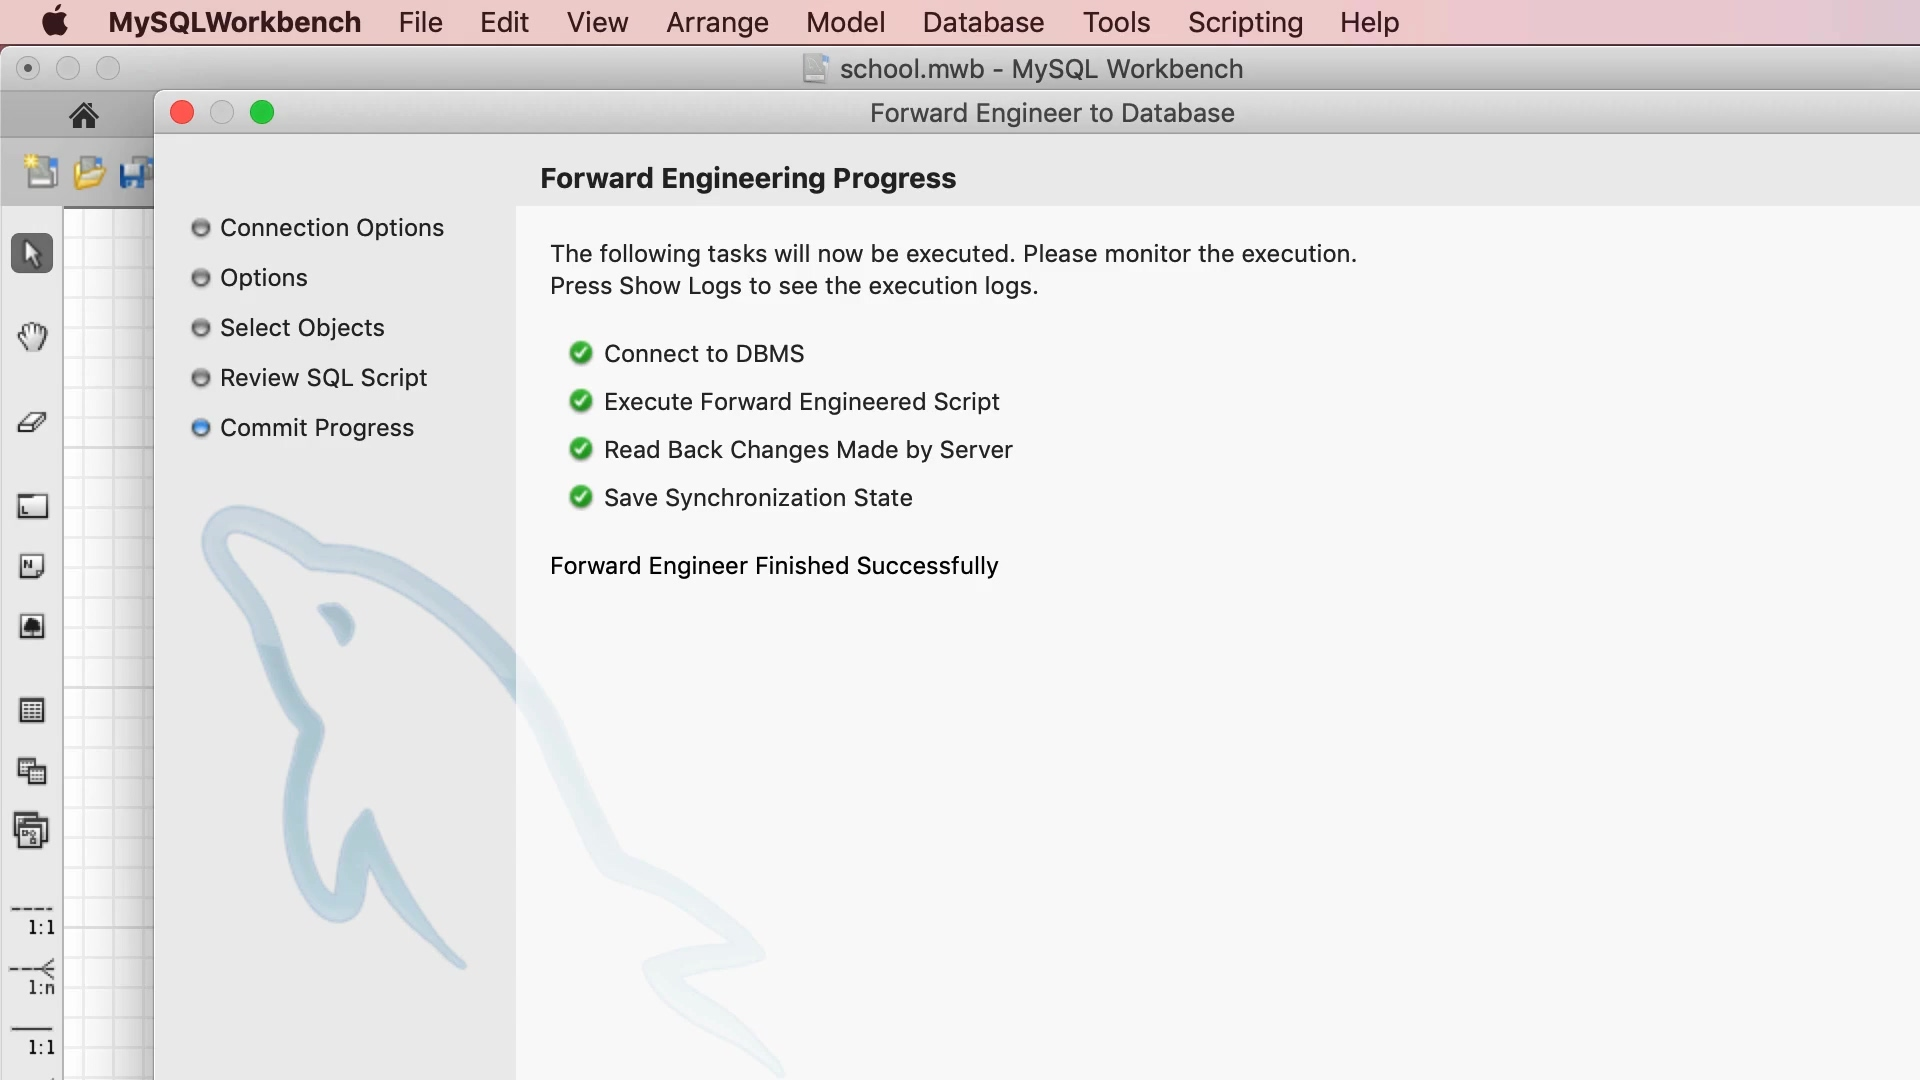 MySQLWorkbench File Edit View Arrange Model Database Tools Scripting Help
school.mwb - MySQL Workbench
Forward Engineer to Database
Forward Engineering Progress
Connection Options
Options
Select Objects
Review SQL Script
Commit Progress
The following tasks will now be executed. Please monitor the execution.
Press Show Logs to see the execution logs.
Connect to DBMS
Execute Forward Engineered Script
Read Back Changes Made by Server
Save Synchronization State
Forward Engineer Finished Successfully
1:1
1:n
1:1